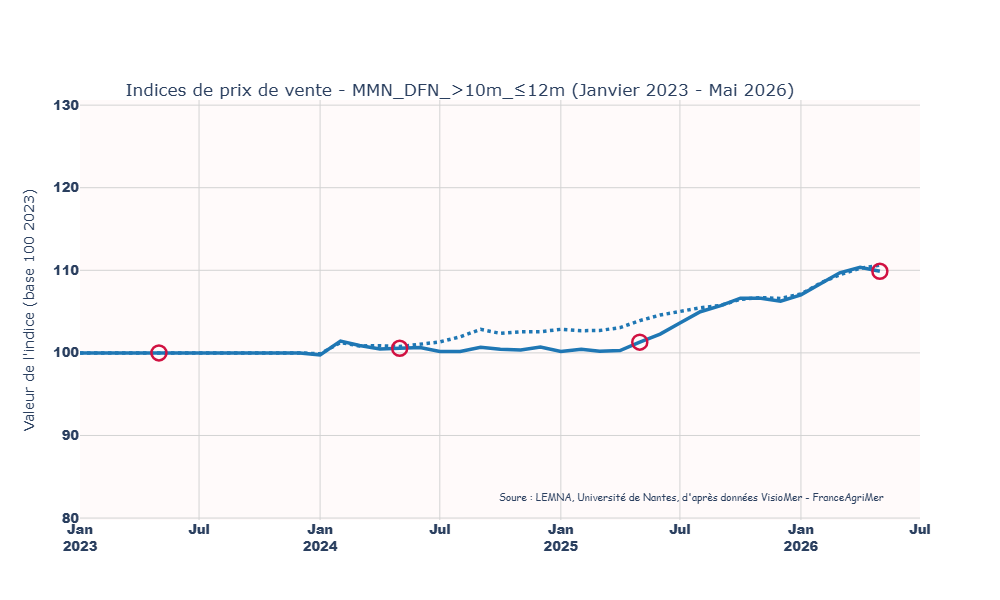 Indices de prix de vente - MMN_DFN_>10m_≤12m (Janvier 2023 - Mai 2026)
Valeur de l'indice (base 100 2023)
130
120
110
100
90
80
Soure : LEMNA, Université de Nantes, d'après données VisioMer - FranceAgriMer
Jan Jul Jan Jul Jan Jul Jan Jul
2023 2024 2025 2026